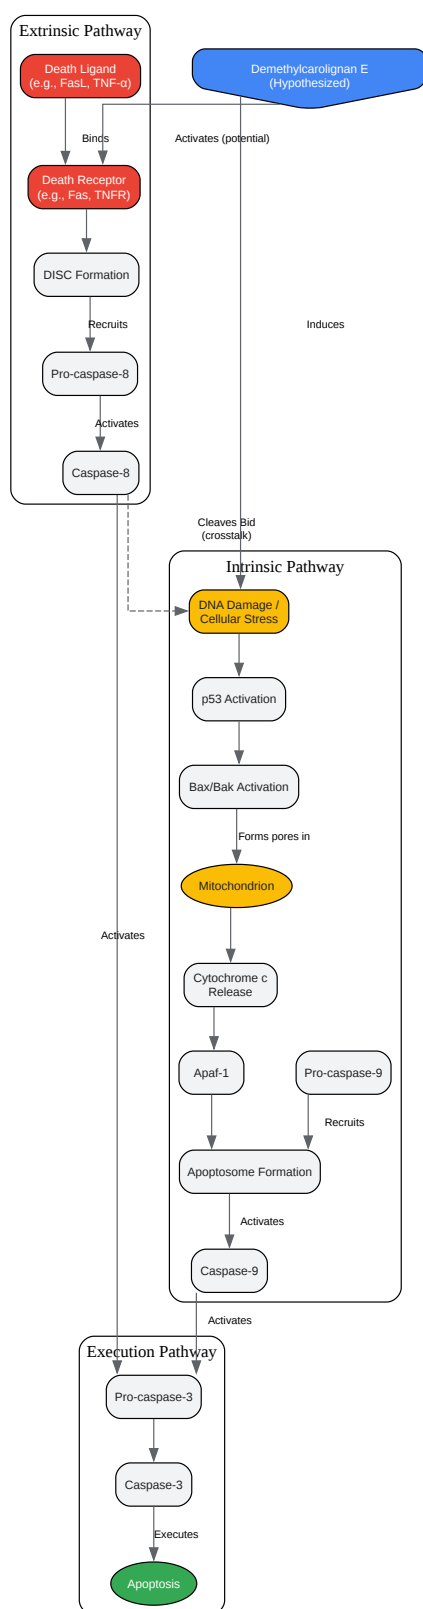 Extrinsic Pathway
Death Ligand
(e.g., FasL, TNF-α)
Demethylcarolignan E
(Hypothesized)
Binds
Activates (potential)
Death Receptor
(e.g., Fas, TNFR)
DISC Formation
Recruits
Induces
Pro-caspase-8
Activates
Caspase-8
Cleaves Bid
(crosstalk)
Intrinsic Pathway
DNA Damage /
Cellular Stress
p53 Activation
Bax/Bak Activation
Forms pores in
Mitochondrion
Activates
Cytochrome c
Release
Apaf-1
Pro-caspase-9
Recruits
Apoptosome Formation
Activates
Caspase-9
Activates
Execution Pathway
Pro-caspase-3
Caspase-3
Executes
Apoptosis